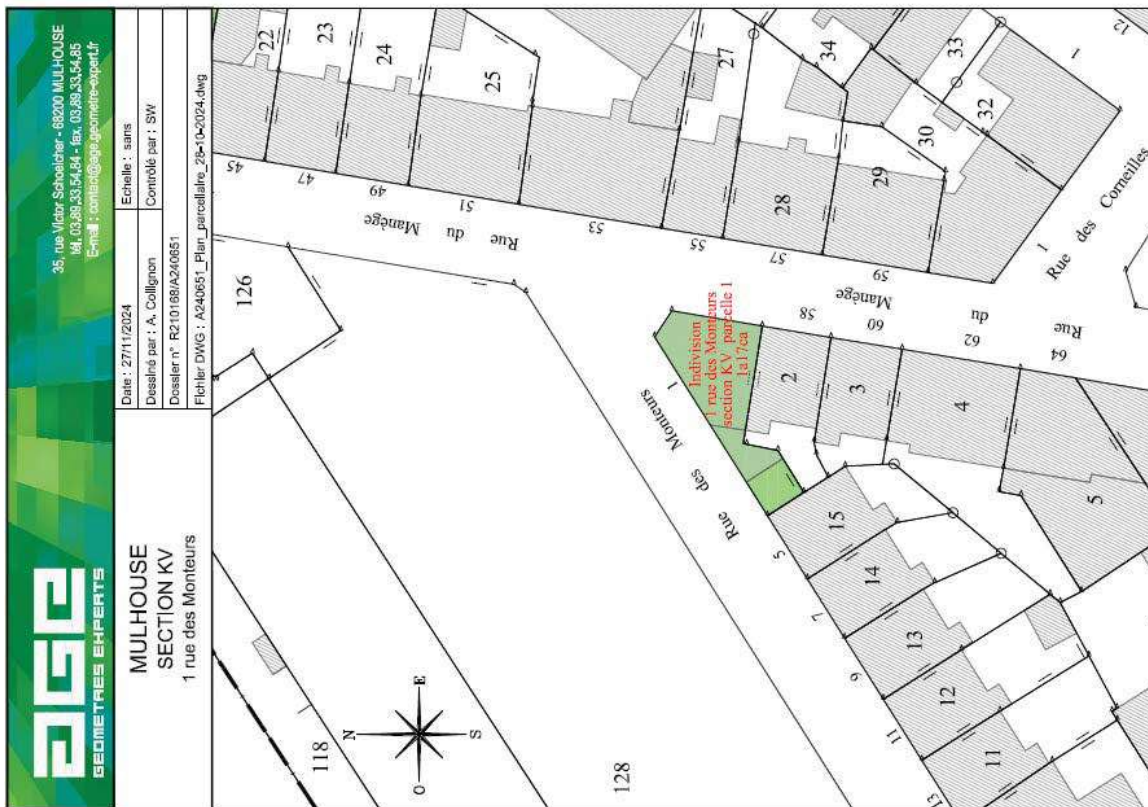 AGE
GEOMETRES EXPERTS
35, rue Victor Schoelcher - 68200 MULHOUSE
tél. 03.89.33.54.84 - fax. 03.89.33.54.85
E-mail : contact@age.geometre-expert.fr
MULHOUSE
SECTION KV
1 rue des Monteurs
Date : 27/11/2024
Echelle : sans
Dessiné par : A. Collignon
Contrôlé par : SW
Dossier n° R210168/A240651
Fichier DWG : A240651_Plan_parcellaire_28-10-2024.dwg
118
126
128
N
O
E
S
22
23
24
25
27
28
29
30
32
33
34
1
12
45
47
49
51
53
55
57
59
1
Rue du Manège
Rue du Manège
Rue des Corneilles
58
60
62
64
Indivision
1 rue des Monteurs
section KV parcelle 1
1a17ca
1
Rue des Monteurs
5
7
9
11
13
2
3
4
5
15
14
13
12
11